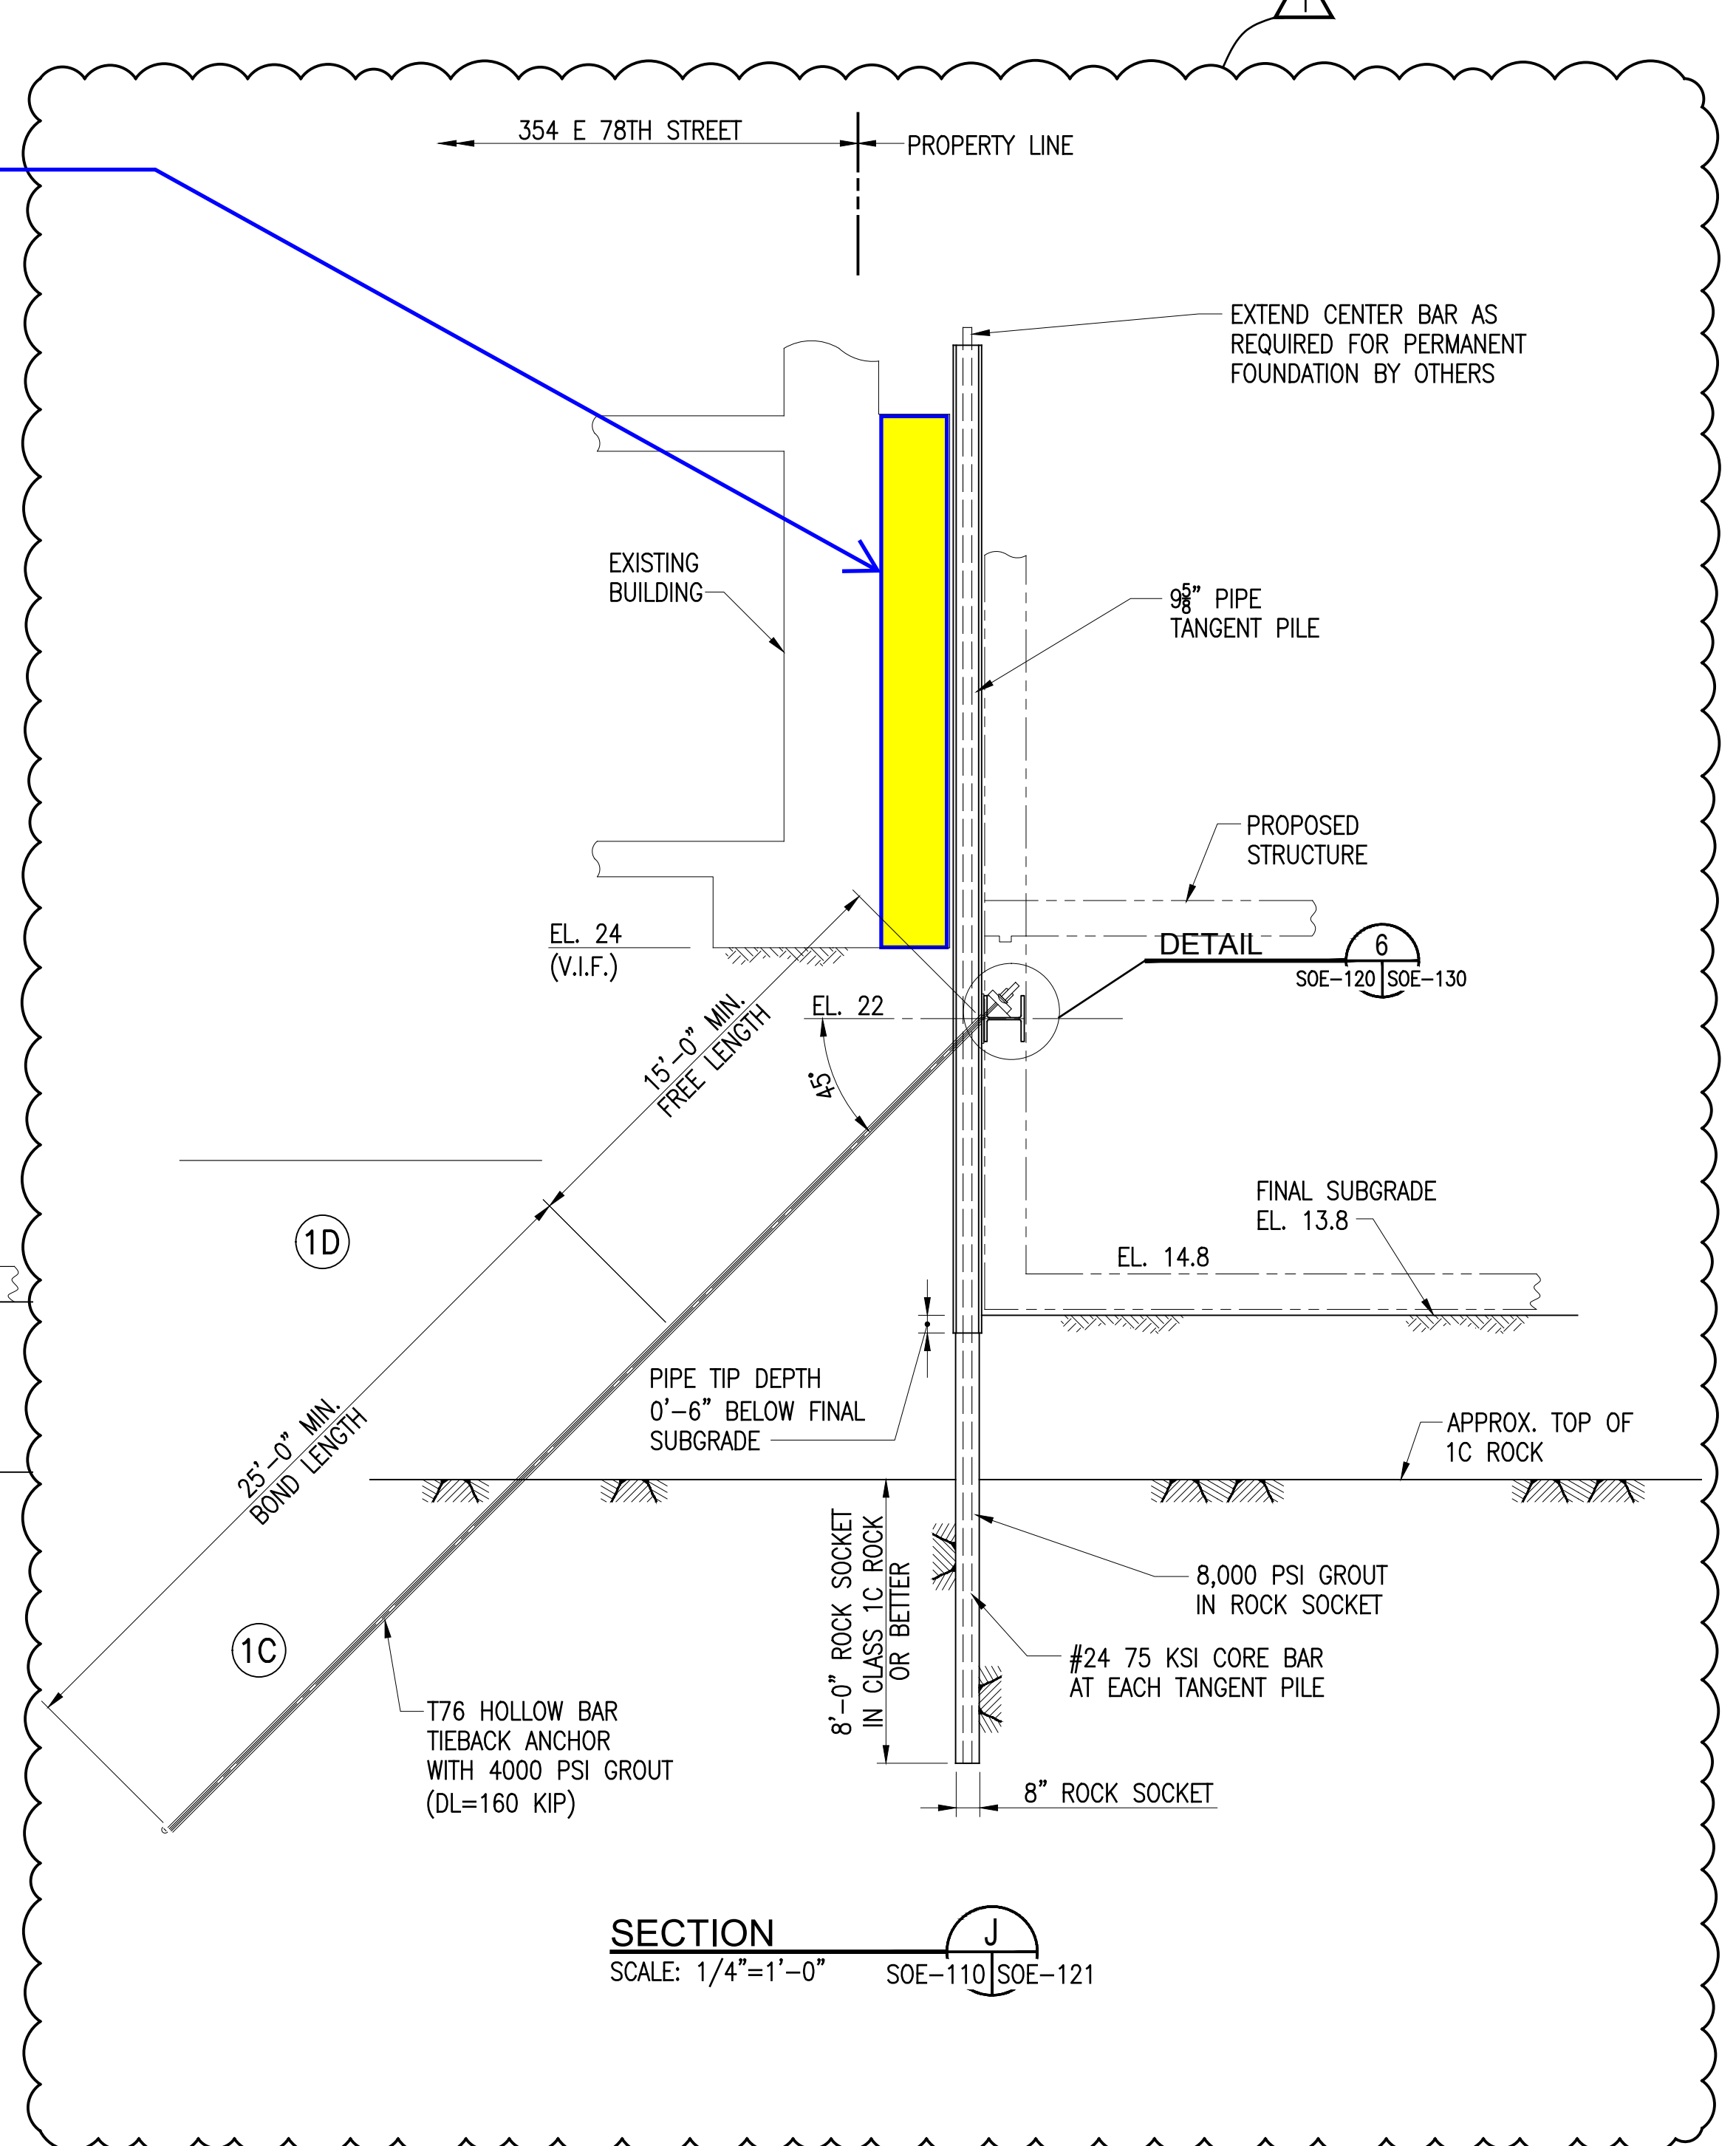 1
354 E 78TH STREET
PROPERTY LINE
EXTEND CENTER BAR AS
REQUIRED FOR PERMANENT
FOUNDATION BY OTHERS
EXISTING
BUILDING
9 5/8" PIPE
TANGENT PILE
PROPOSED
STRUCTURE
EL. 24
(V.I.F.)
DETAIL
6
SOE-120
SOE-130
EL. 22
15'-0" MIN.
FREE LENGTH
45°
1D
FINAL SUBGRADE
EL. 13.8
EL. 14.8
PIPE TIP DEPTH
0'-6" BELOW FINAL
SUBGRADE
25'-0" MIN.
BOND LENGTH
APPROX. TOP OF
1C ROCK
8'-0" ROCK SOCKET
IN CLASS 1C ROCK
OR BETTER
8,000 PSI GROUT
IN ROCK SOCKET
1C
#24 75 KSI CORE BAR
AT EACH TANGENT PILE
T76 HOLLOW BAR
TIEBACK ANCHOR
WITH 4000 PSI GROUT
(DL=160 KIP)
8" ROCK SOCKET
SECTION
J
SCALE: 1/4"=1'-0"
SOE-110
SOE-121